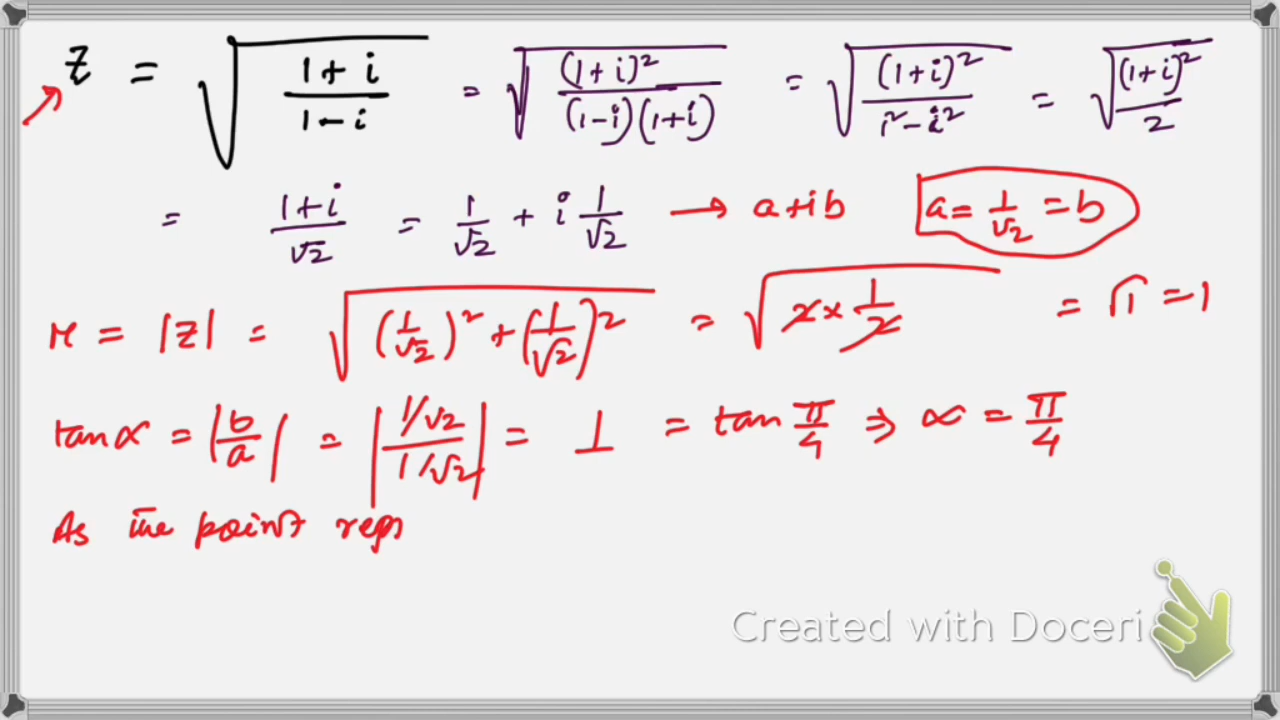 z = √((1+i)/(1-i)) = √((1+i)²/((1-i)(1+i))) = √((1+i)²/(i²-i²)) = √((1+i)²/2)
= (1+i)/√2 = 1/√2 + i 1/√2 → a+ib a = 1/√2 = b
r = |z| = √((1/√2)² + (1/√2)²) = √(2×1/2) = √1 = 1
tan α = |b/a| = |(1/√2)/(1/√2)| = 1 = tan π/4 ⇒ α = π/4
As the point rep
Created with Doceri